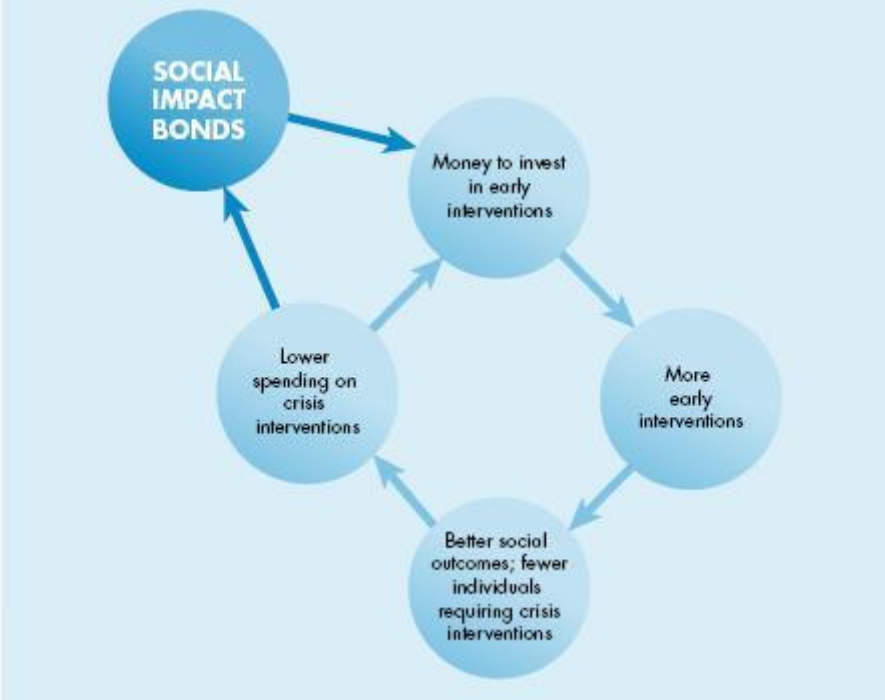 SOCIAL
IMPACT
BONDS
Money to invest
in early
interventions
More
early
interventions
Better social
outcomes; fewer
individuals
requiring crisis
interventions
Lower
spending on
crisis
interventions